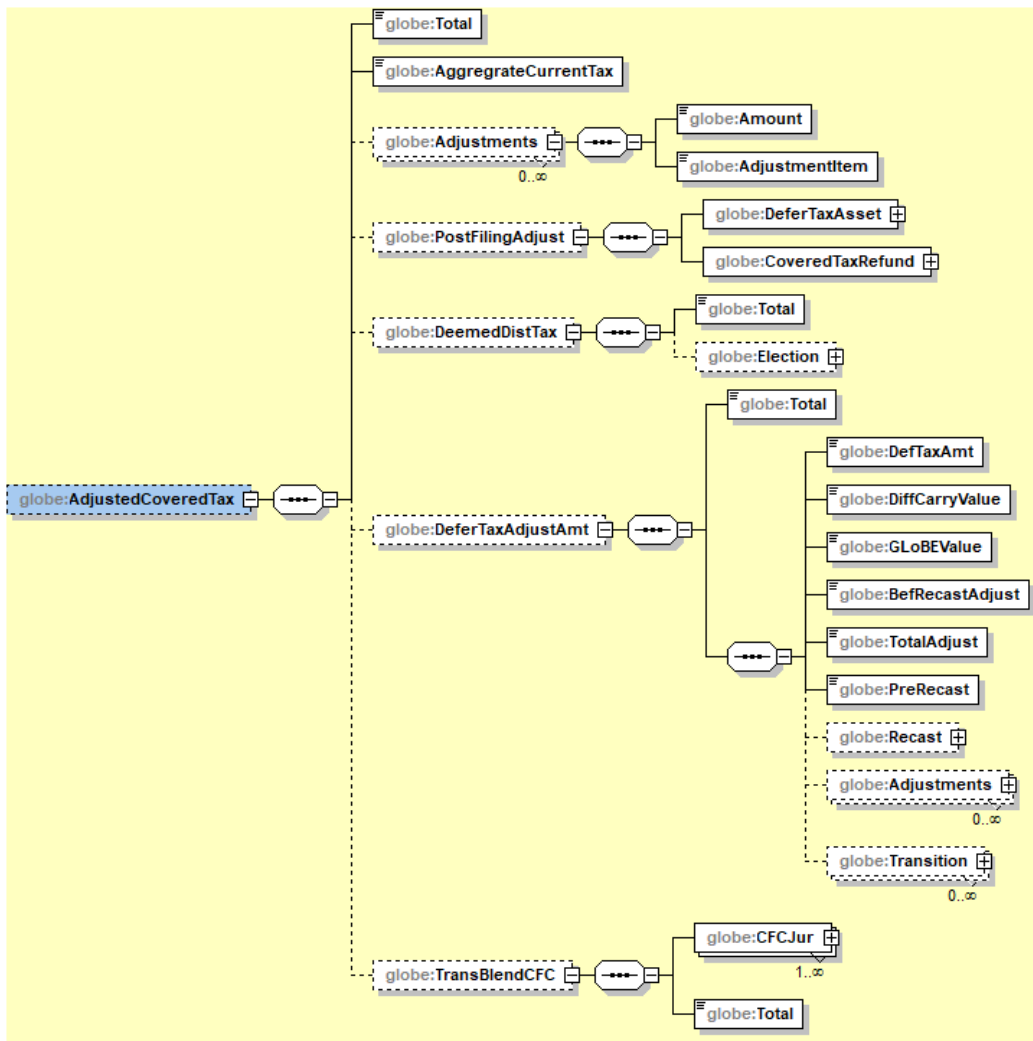 globe:Total
globe:AggregrateCurrentTax
globe:Adjustments
0..∞
globe:Amount
globe:AdjustmentItem
globe:PostFilingAdjust
globe:DeferTaxAsset
globe:CoveredTaxRefund
globe:DeemedDistTax
globe:Total
globe:Election
globe:AdjustedCoveredTax
globe:DeferTaxAdjustAmt
globe:Total
globe:DefTaxAmt
globe:DiffCarryValue
globe:GLoBEValue
globe:BefRecastAdjust
globe:TotalAdjust
globe:PreRecast
globe:Recast
globe:Adjustments
0..∞
globe:Transition
0..∞
globe:TransBlendCFC
globe:CFCJur
1..∞
globe:Total